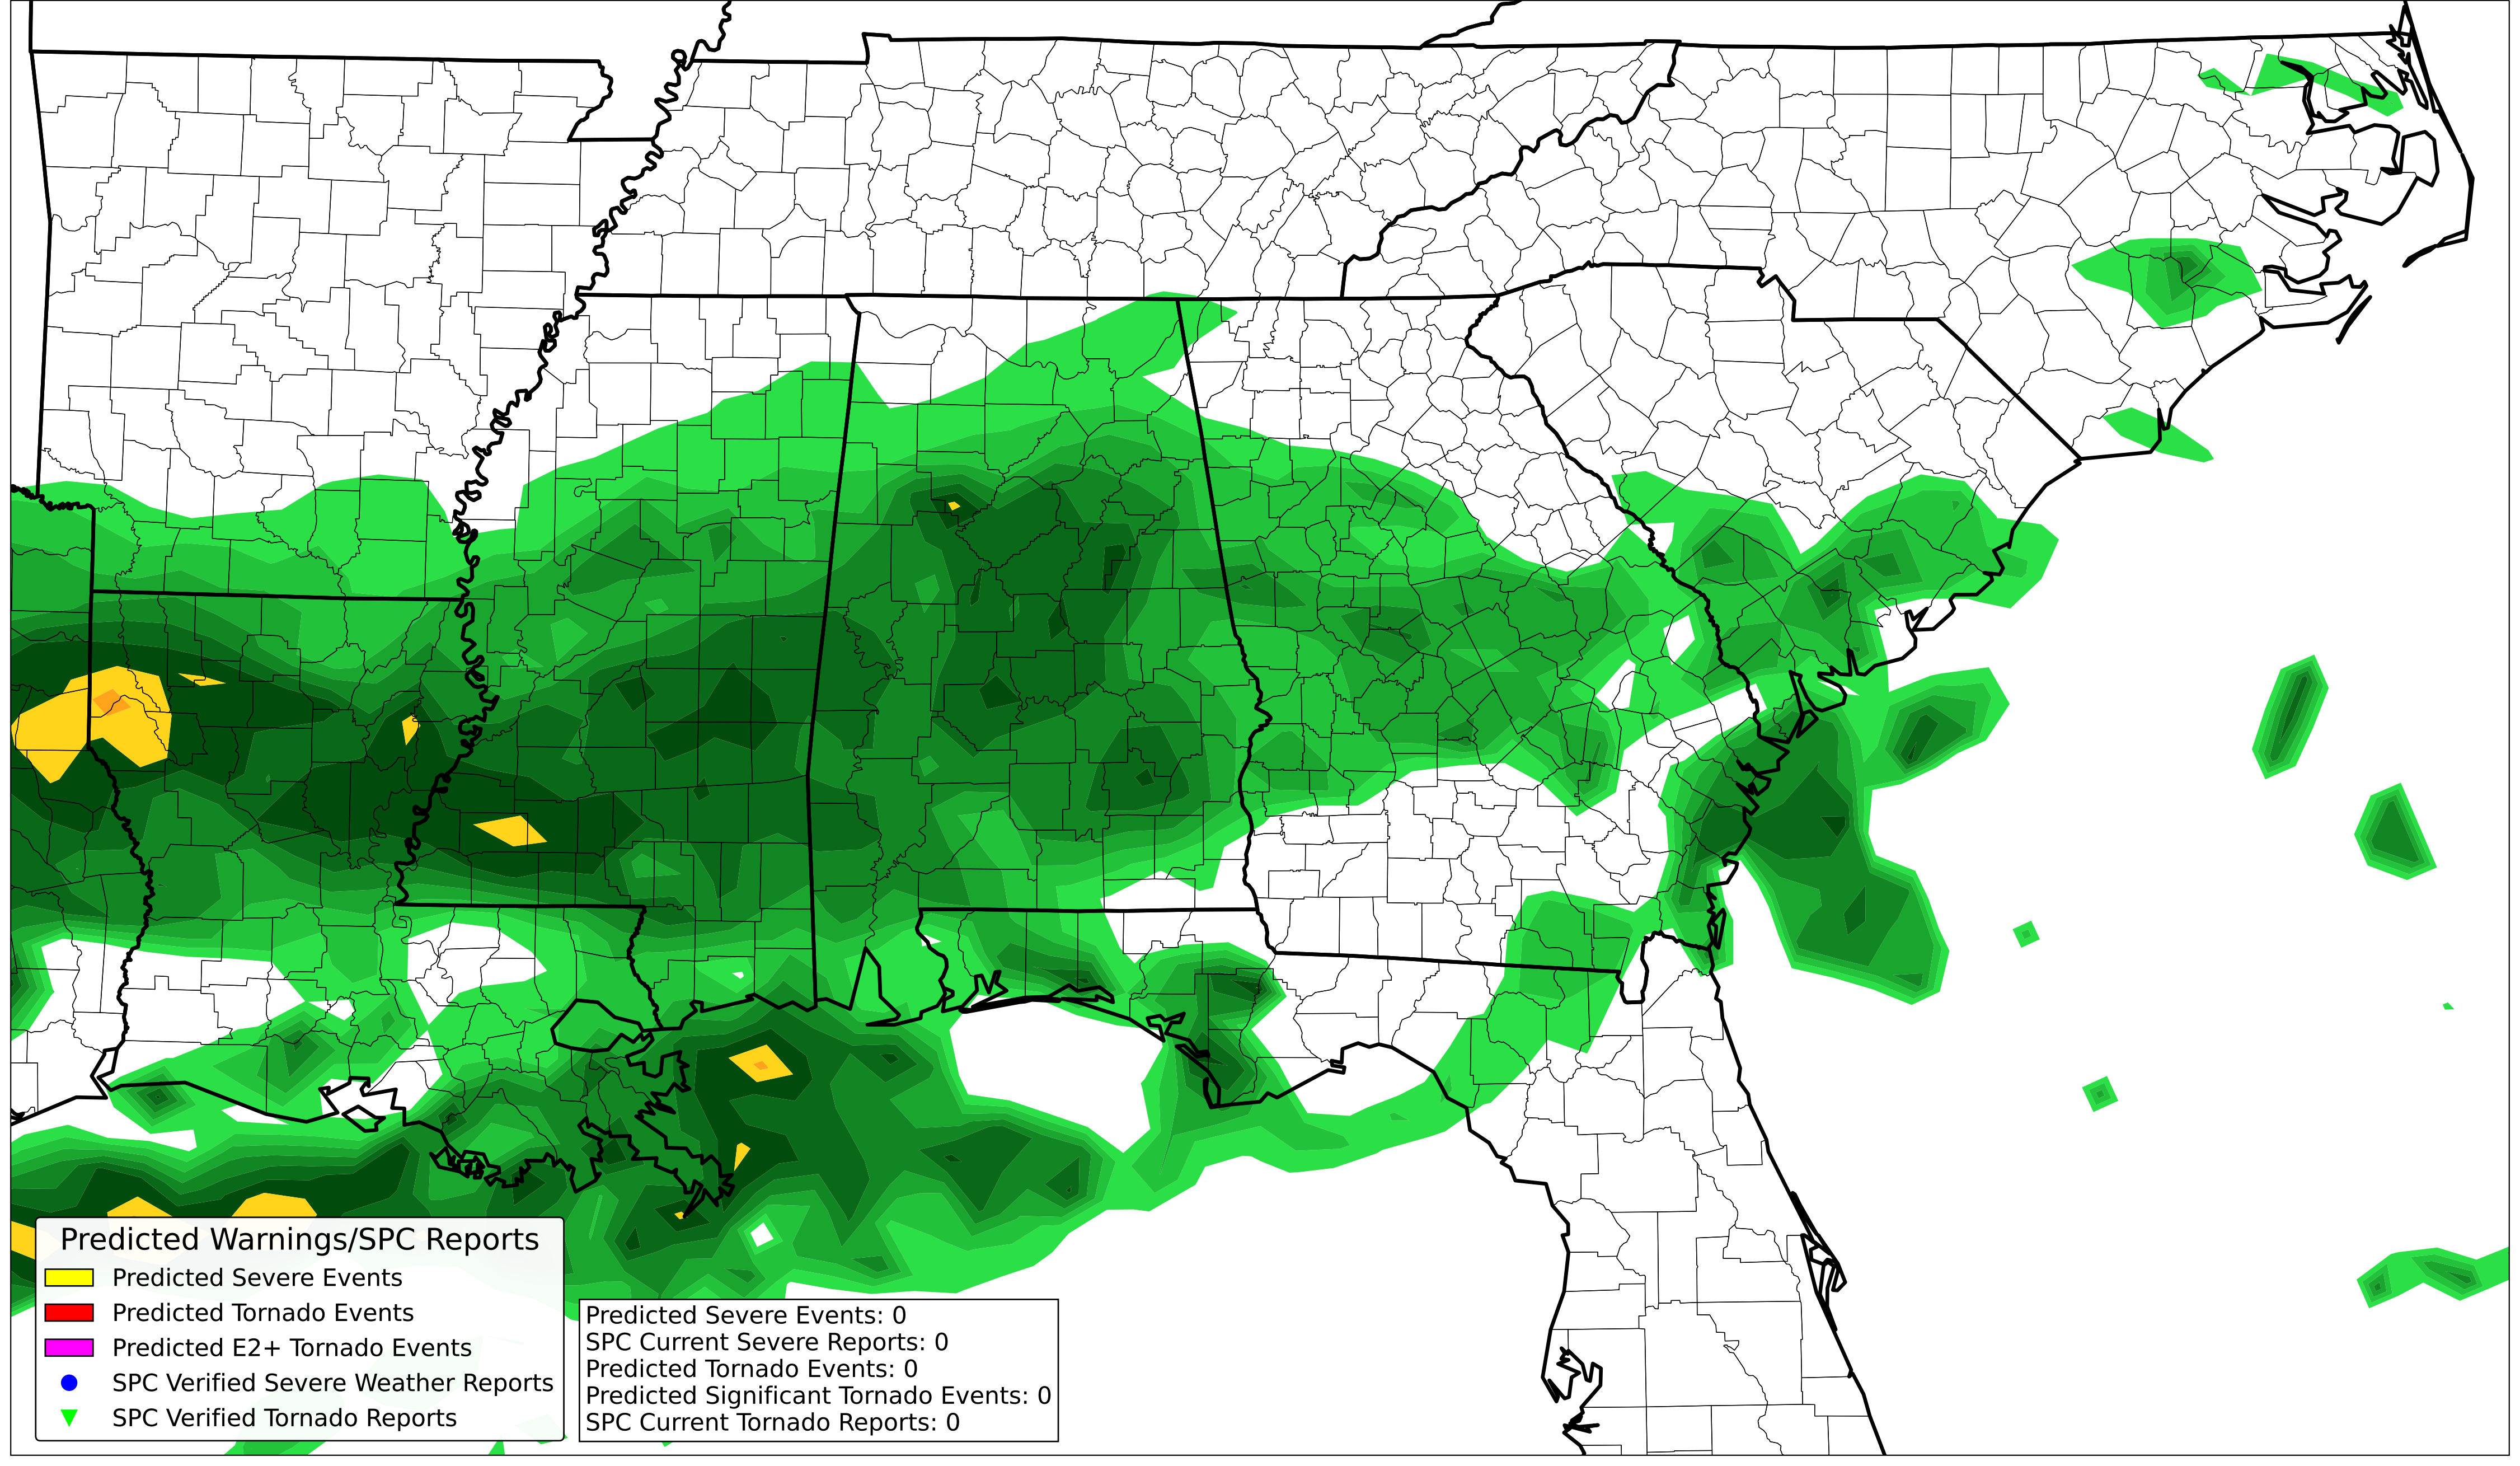 Predicted Warnings/SPC Reports
Predicted Severe Events
Predicted Tornado Events
Predicted E2+ Tornado Events
SPC Verified Severe Weather Reports
SPC Verified Tornado Reports
Predicted Severe Events: 0
SPC Current Severe Reports: 0
Predicted Tornado Events: 0
Predicted Significant Tornado Events: 0
SPC Current Tornado Reports: 0